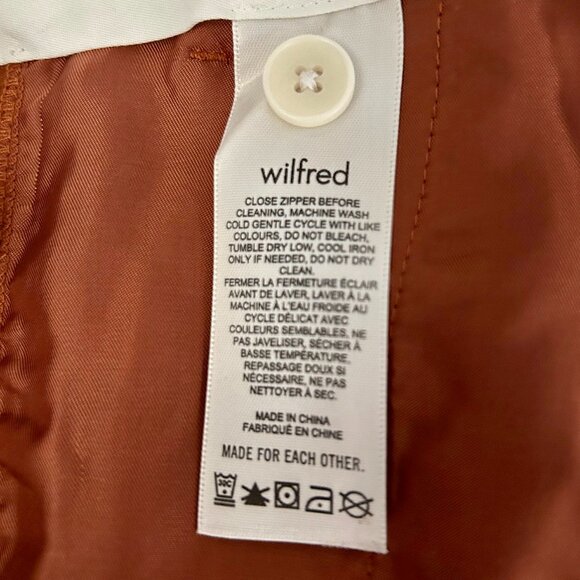 wilfred
CLOSE ZIPPER BEFORE
CLEANING, MACHINE WASH
COLD GENTLE CYCLE WITH LIKE
COLOURS, DO NOT BLEACH,
TUMBLE DRY LOW, COOL IRON
ONLY IF NEEDED, DO NOT DRY
CLEAN.
FERMER LA FERMETURE ÉCLAIR
AVANT DE LAVER, LAVER À LA
MACHINE À L'EAU FROIDE AU
CYCLE DÉLICAT AVEC
COULEURS SEMBLABLES, NE
PAS JAVELISER, SÉCHER À
BASSE TEMPÉRATURE,
REPASSAGE DOUX SI
NÉCESSAIRE, NE PAS
NETTOYER À SEC.
MADE IN CHINA
FABRIQUÉ EN CHINE
MADE FOR EACH OTHER.
30C